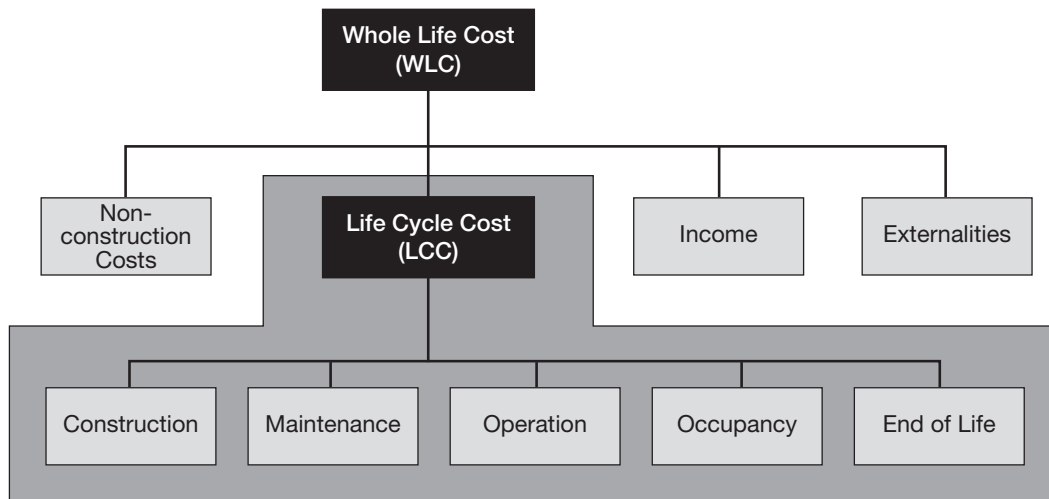 Whole Life Cost
(WLC)
Non-
construction
Costs
Life Cycle Cost
(LCC)
Income
Externalities
Construction
Maintenance
Operation
Occupancy
End of Life